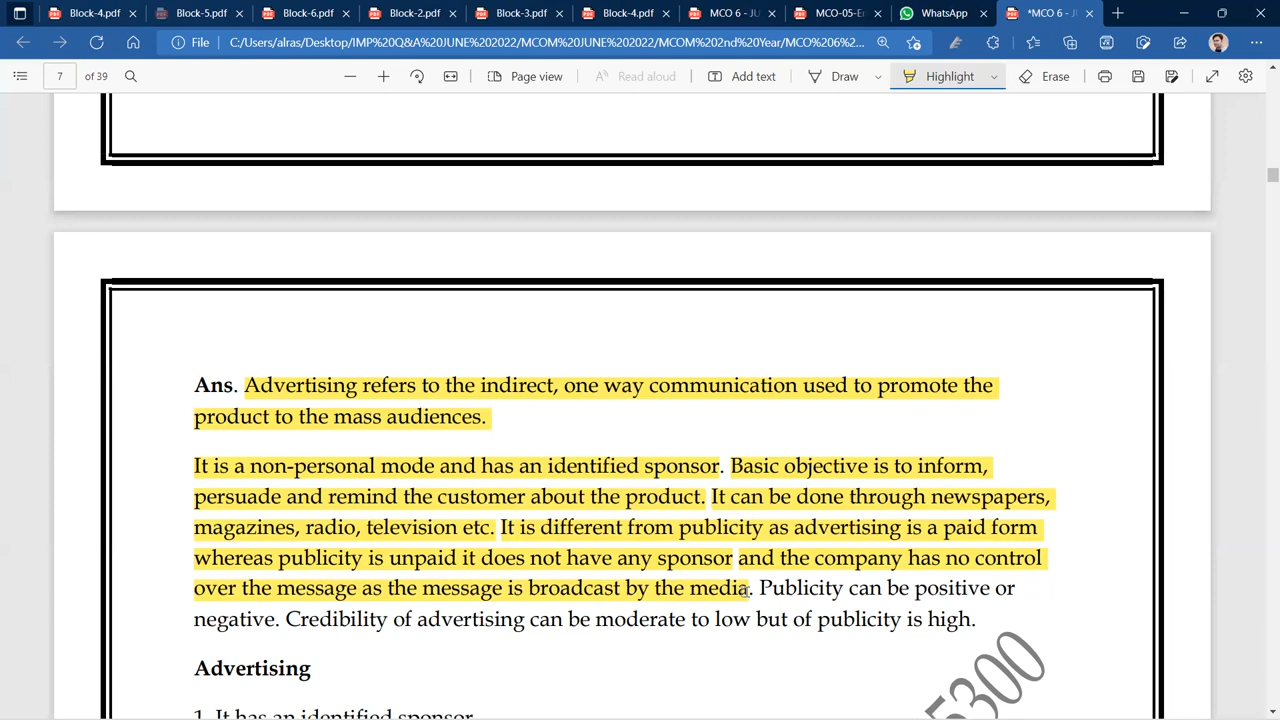 Block-4.pdf Block-5.pdf Block-6.pdf Block-2.pdf Block-3.pdf Block-4.pdf MCO 6 - JU MCO-05-E WhatsApp *MCO 6 - J
File C:/Users/alras/Desktop/IMP%20Q&A%20JUNE%202022/MCOM%20JUNE%202022/MCOM%202nd%20Year/MCO%206%2...
7 of 39 Page view Read aloud Add text Draw Highlight Erase
Ans. Advertising refers to the indirect, one way communication used to promote the
product to the mass audiences.
It is a non-personal mode and has an identified sponsor. Basic objective is to inform,
persuade and remind the customer about the product. It can be done through newspapers,
magazines, radio, television etc. It is different from publicity as advertising is a paid form
whereas publicity is unpaid it does not have any sponsor and the company has no control
over the message as the message is broadcast by the media. Publicity can be positive or
negative. Credibility of advertising can be moderate to low but of publicity is high.
Advertising
1. It has an identified sponsor
5300